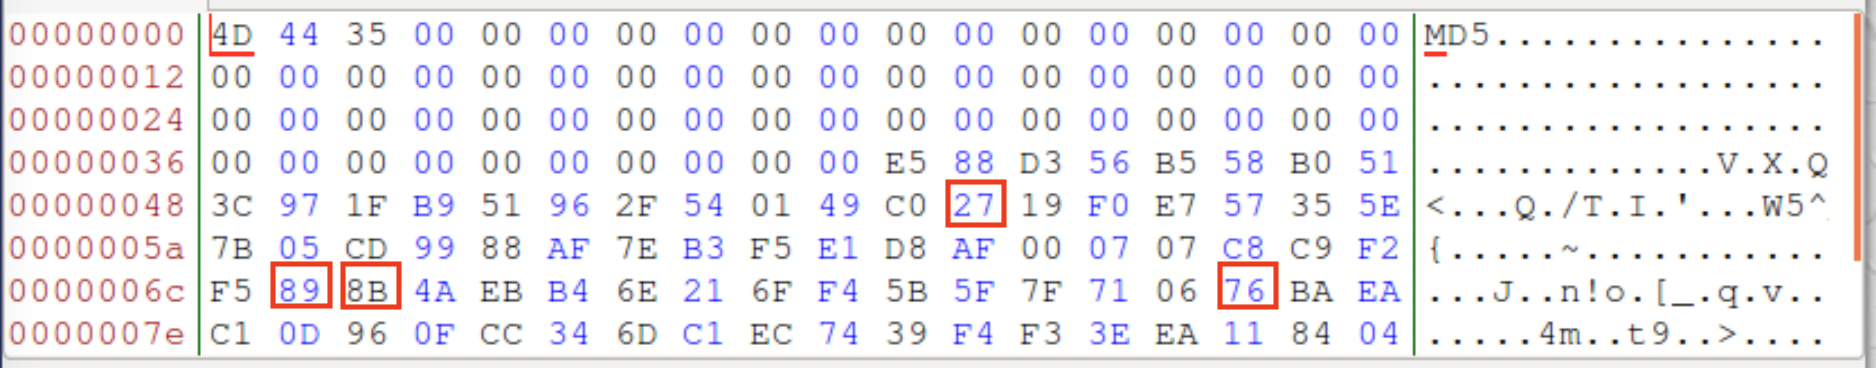 00000000 4D 44 35 00 00 00 00 00 00 00 00 00 00 00 00 00 00 00 MD5...............
00000012 00 00 00 00 00 00 00 00 00 00 00 00 00 00 00 00 00 00 ..................
00000024 00 00 00 00 00 00 00 00 00 00 00 00 00 00 00 00 00 00 ..................
00000036 00 00 00 00 00 00 00 00 00 00 E5 88 D3 56 B5 58 B0 51 .............V.X.Q
00000048 3C 97 1F B9 51 96 2F 54 01 49 C0 27 19 F0 E7 57 35 5E <...Q./T.I.'...W5^
0000005a 7B 05 CD 99 88 AF 7E B3 F5 E1 D8 AF 00 07 07 C8 C9 F2 {.....~...........
0000006c F5 89 8B 4A EB B4 6E 21 6F F4 5B 5F 7F 71 06 76 BA EA ...J..n!o.[_.q.v..
0000007e C1 0D 96 0F CC 34 6D C1 EC 74 39 F4 F3 3E EA 11 84 04 .....4m..t9..>....